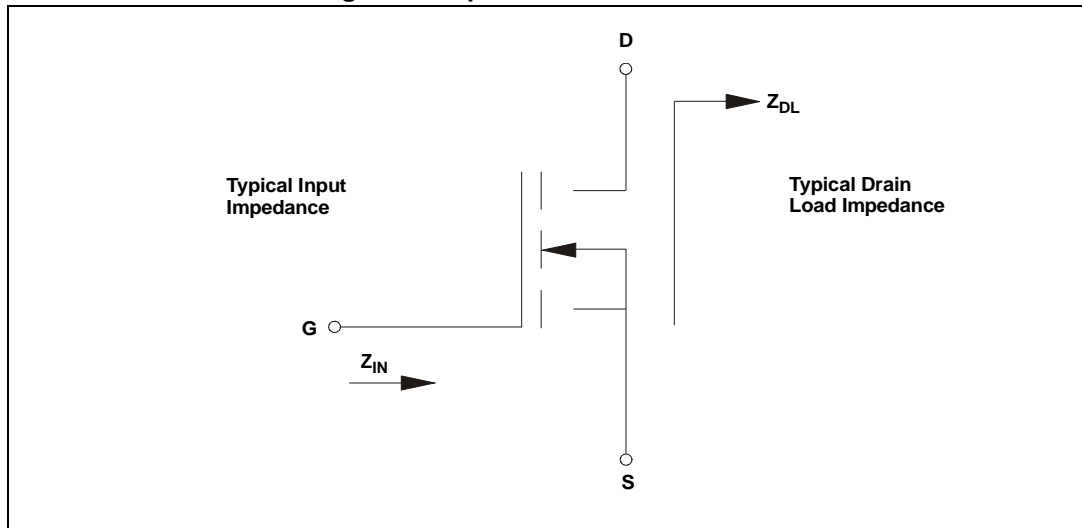 D
Z_DL
Typical Input
Impedance
Typical Drain
Load Impedance
G
Z_IN
S